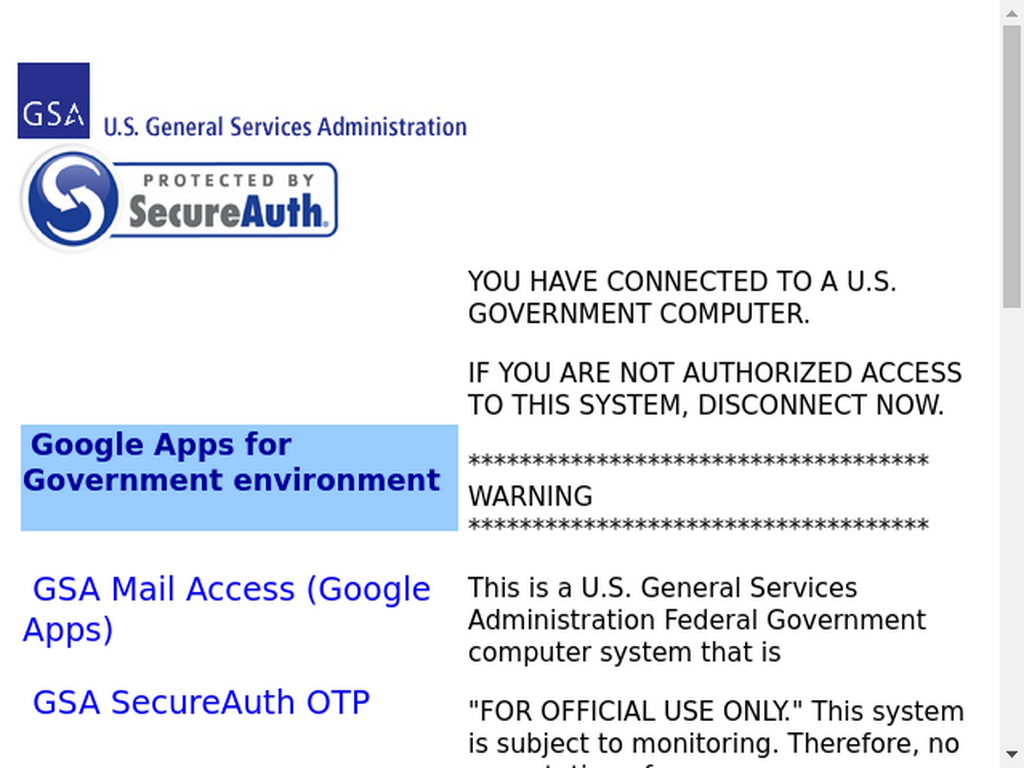 GSA
U.S. General Services Administration
PROTECTED BY
SecureAuth®
YOU HAVE CONNECTED TO A U.S.
GOVERNMENT COMPUTER.
IF YOU ARE NOT AUTHORIZED ACCESS
TO THIS SYSTEM, DISCONNECT NOW.
Google Apps for
Government environment
************************************
WARNING
************************************
GSA Mail Access (Google
Apps)
GSA SecureAuth OTP
This is a U.S. General Services
Administration Federal Government
computer system that is
"FOR OFFICIAL USE ONLY." This system
is subject to monitoring. Therefore, no